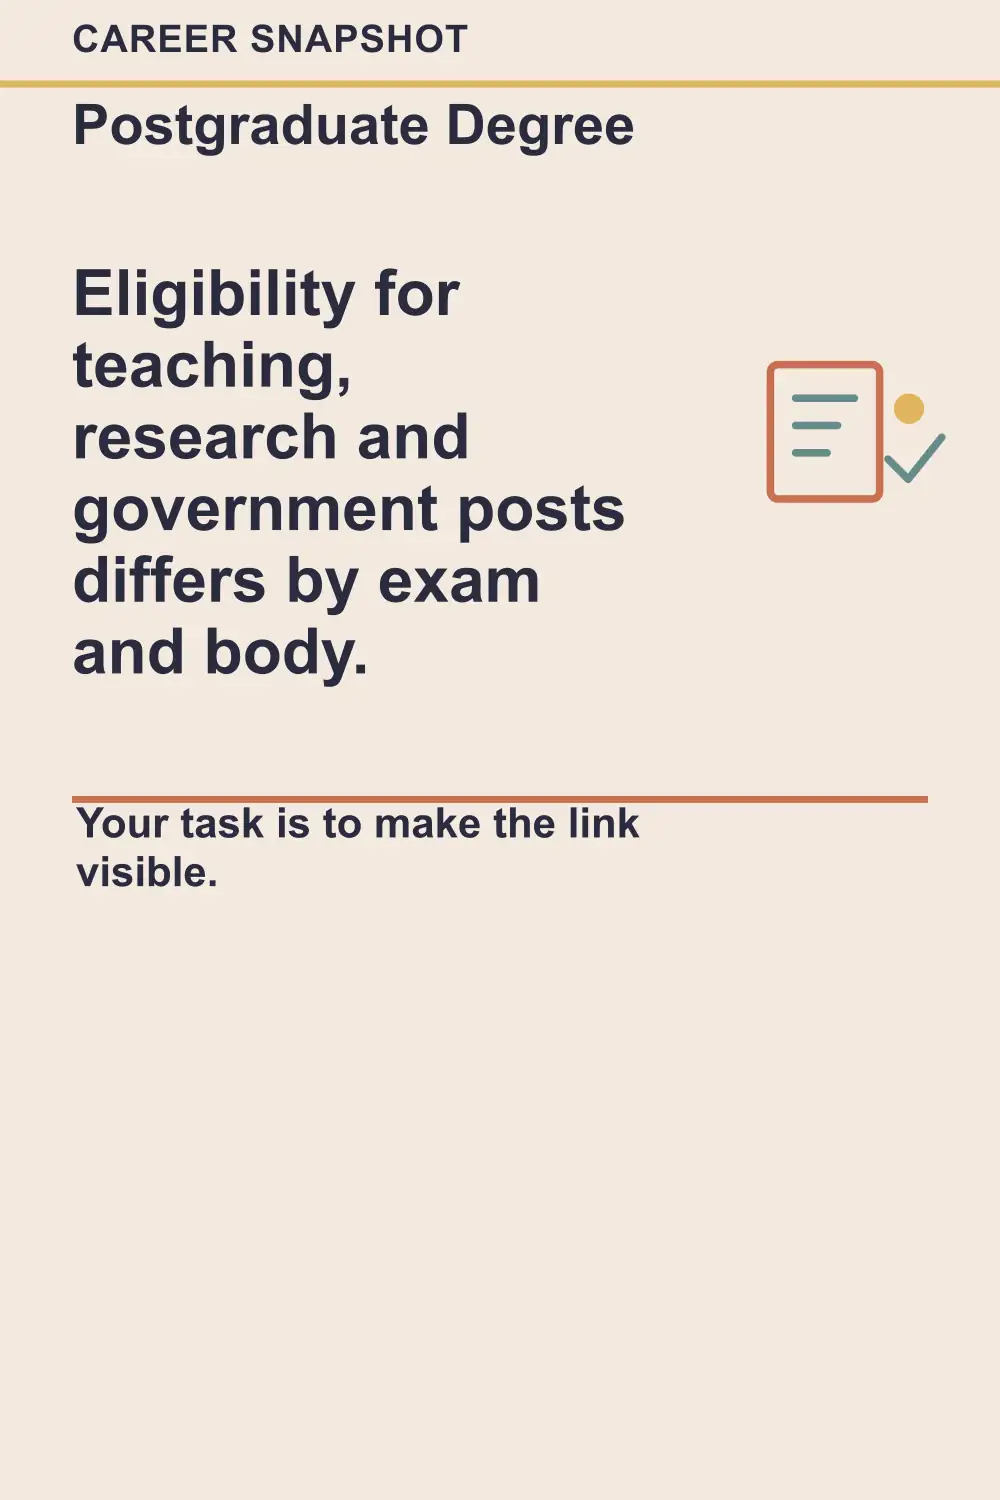 CAREER SNAPSHOT
Postgraduate Degree
Eligibility for
teaching,
research and
government posts
differs by exam
and body.
Your task is to make the link
visible.